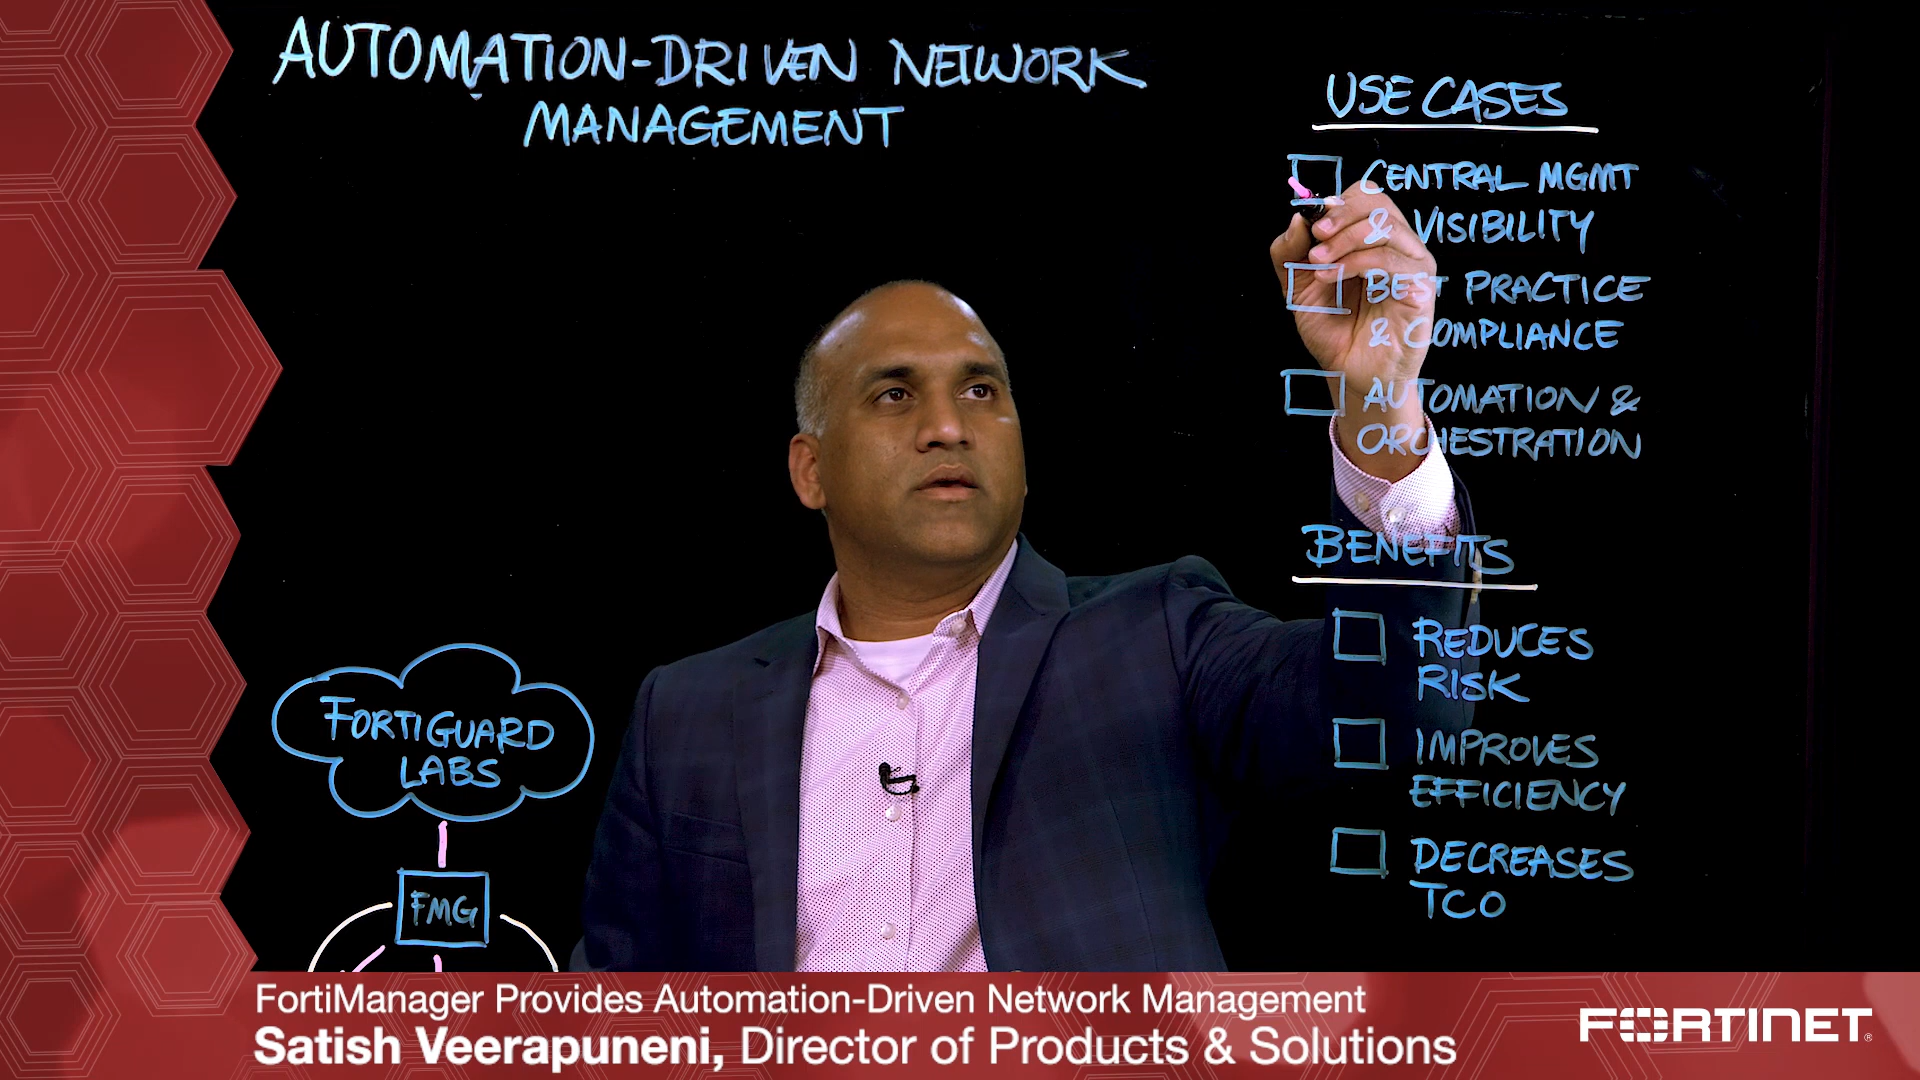 AUTOMATION-DRIVEN NETWORK
MANAGEMENT
USE CASES
CENTRAL MGMT
& VISIBILITY
BEST PRACTICE
& COMPLIANCE
AUTOMATION &
ORCHESTRATION
BENEFITS
REDUCES
RISK
IMPROVES
EFFICIENCY
DECREASES
TCO
FORTIGUARD
LABS
FMG
FortiManager Provides Automation-Driven Network Management
Satish Veerapuneni, Director of Products & Solutions
FORTINET®